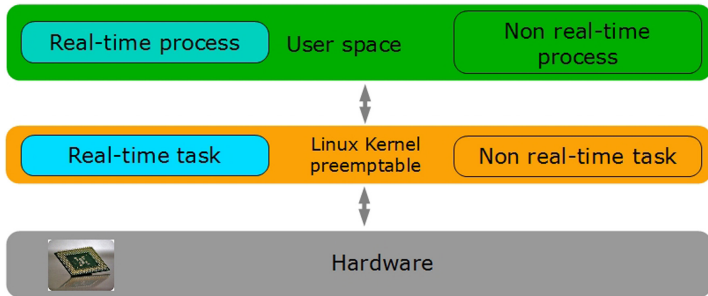 Real-time process
User space
Non real-time
process
Real-time task
Linux Kernel
preemptable
Non real-time task
Hardware